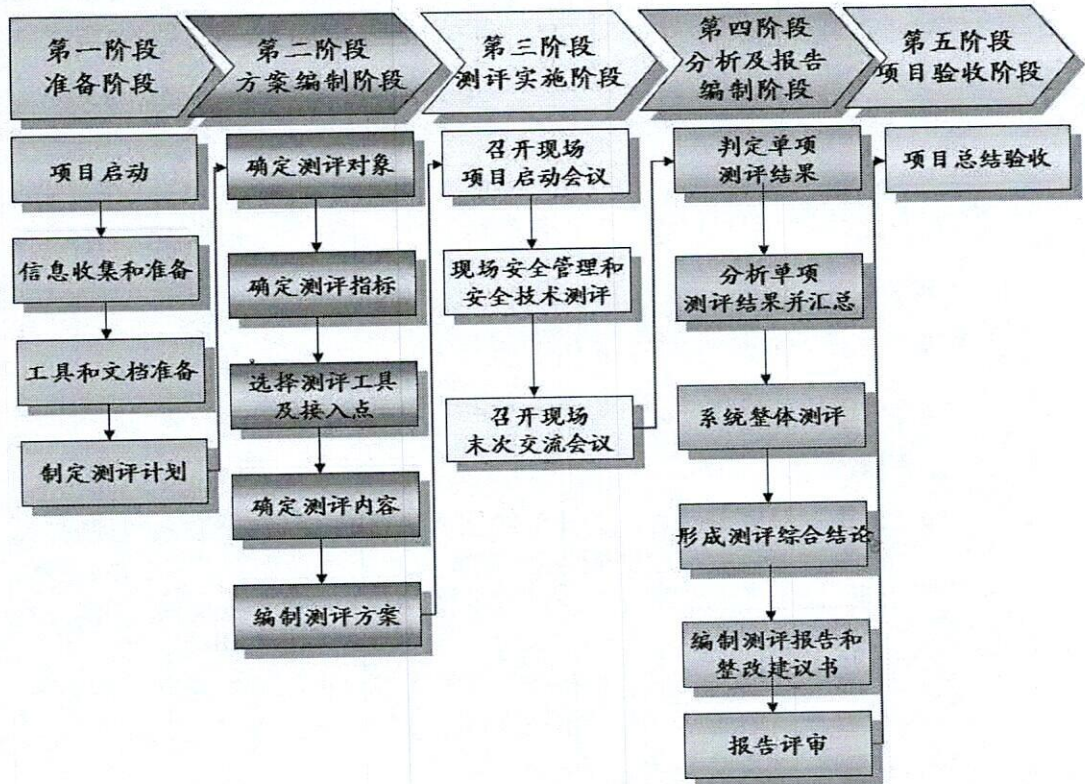 第一阶段
准备阶段
第二阶段
方案编制阶段
第三阶段
测评实施阶段
第四阶段
分析及报告
编制阶段
第五阶段
项目验收阶段
项目启动
信息收集和准备
工具和文档准备
制定测评计划
确定测评对象
确定测评指标
选择测评工具
及接入点
确定测评内容
编制测评方案
召开现场
项目启动会议
现场安全管理和
安全技术测评
召开现场
末次交流会议
判定单项
测评结果
分析单项
测评结果并汇总
系统整体测评
形成测评综合结论
编制测评报告和
整改建议书
报告评审
项目总结验收